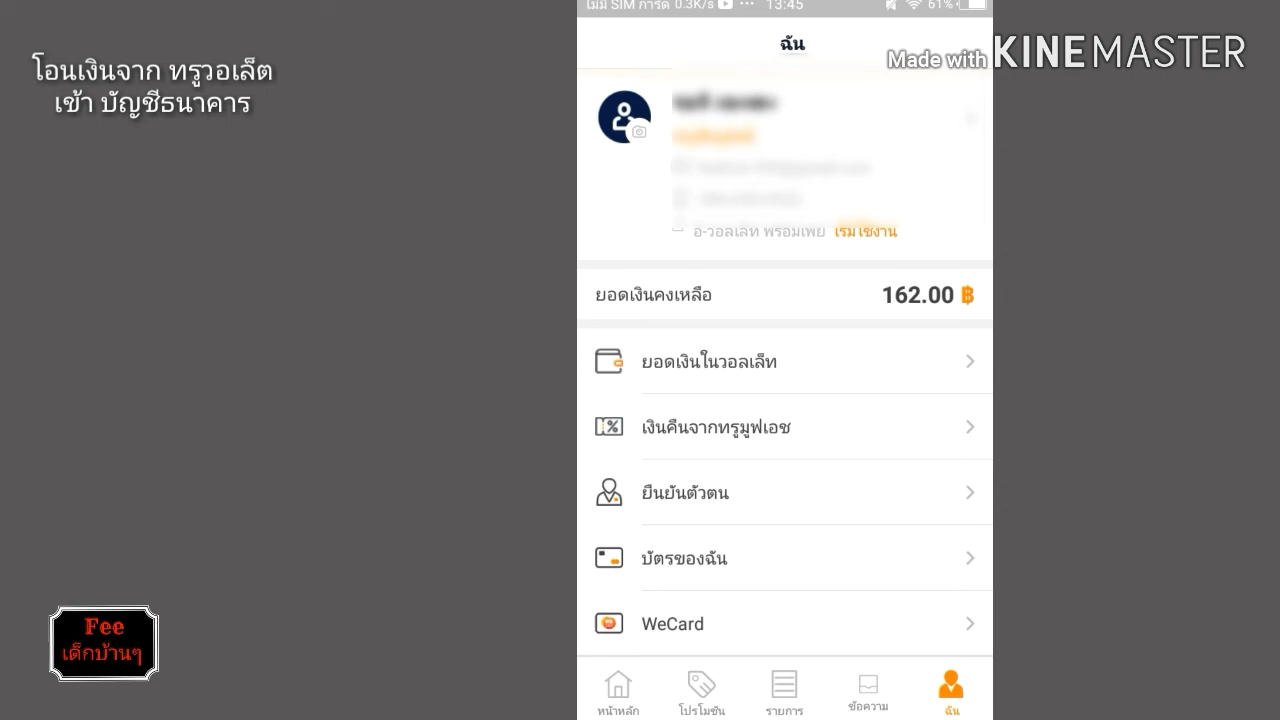 ไม่มี SIM การ์ด 0.3K/s 13:45 61%
ฉัน
Made with KINEMASTER
โอนเงินจาก ทรูวอเล็ต
เข้า บัญชีธนาคาร
อี-วอลเล็ท พร้อมเพย์ เริ่มใช้งาน
ยอดเงินคงเหลือ 162.00 ฿
ยอดเงินในวอลเล็ท
เงินคืนจากทรูมูฟเอช
ยืนยันตัวตน
บัตรของฉัน
WeCard
Fee
เด็กบ้านๆ
หน้าหลัก โปรโมชัน รายการ ข้อความ ฉัน